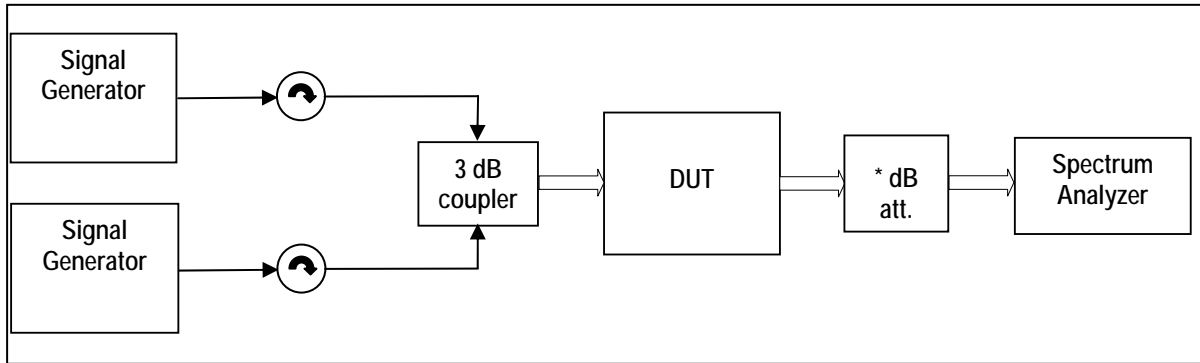 Signal
Generator
3 dB
coupler
DUT
* dB
att.
Spectrum
Analyzer
Signal
Generator